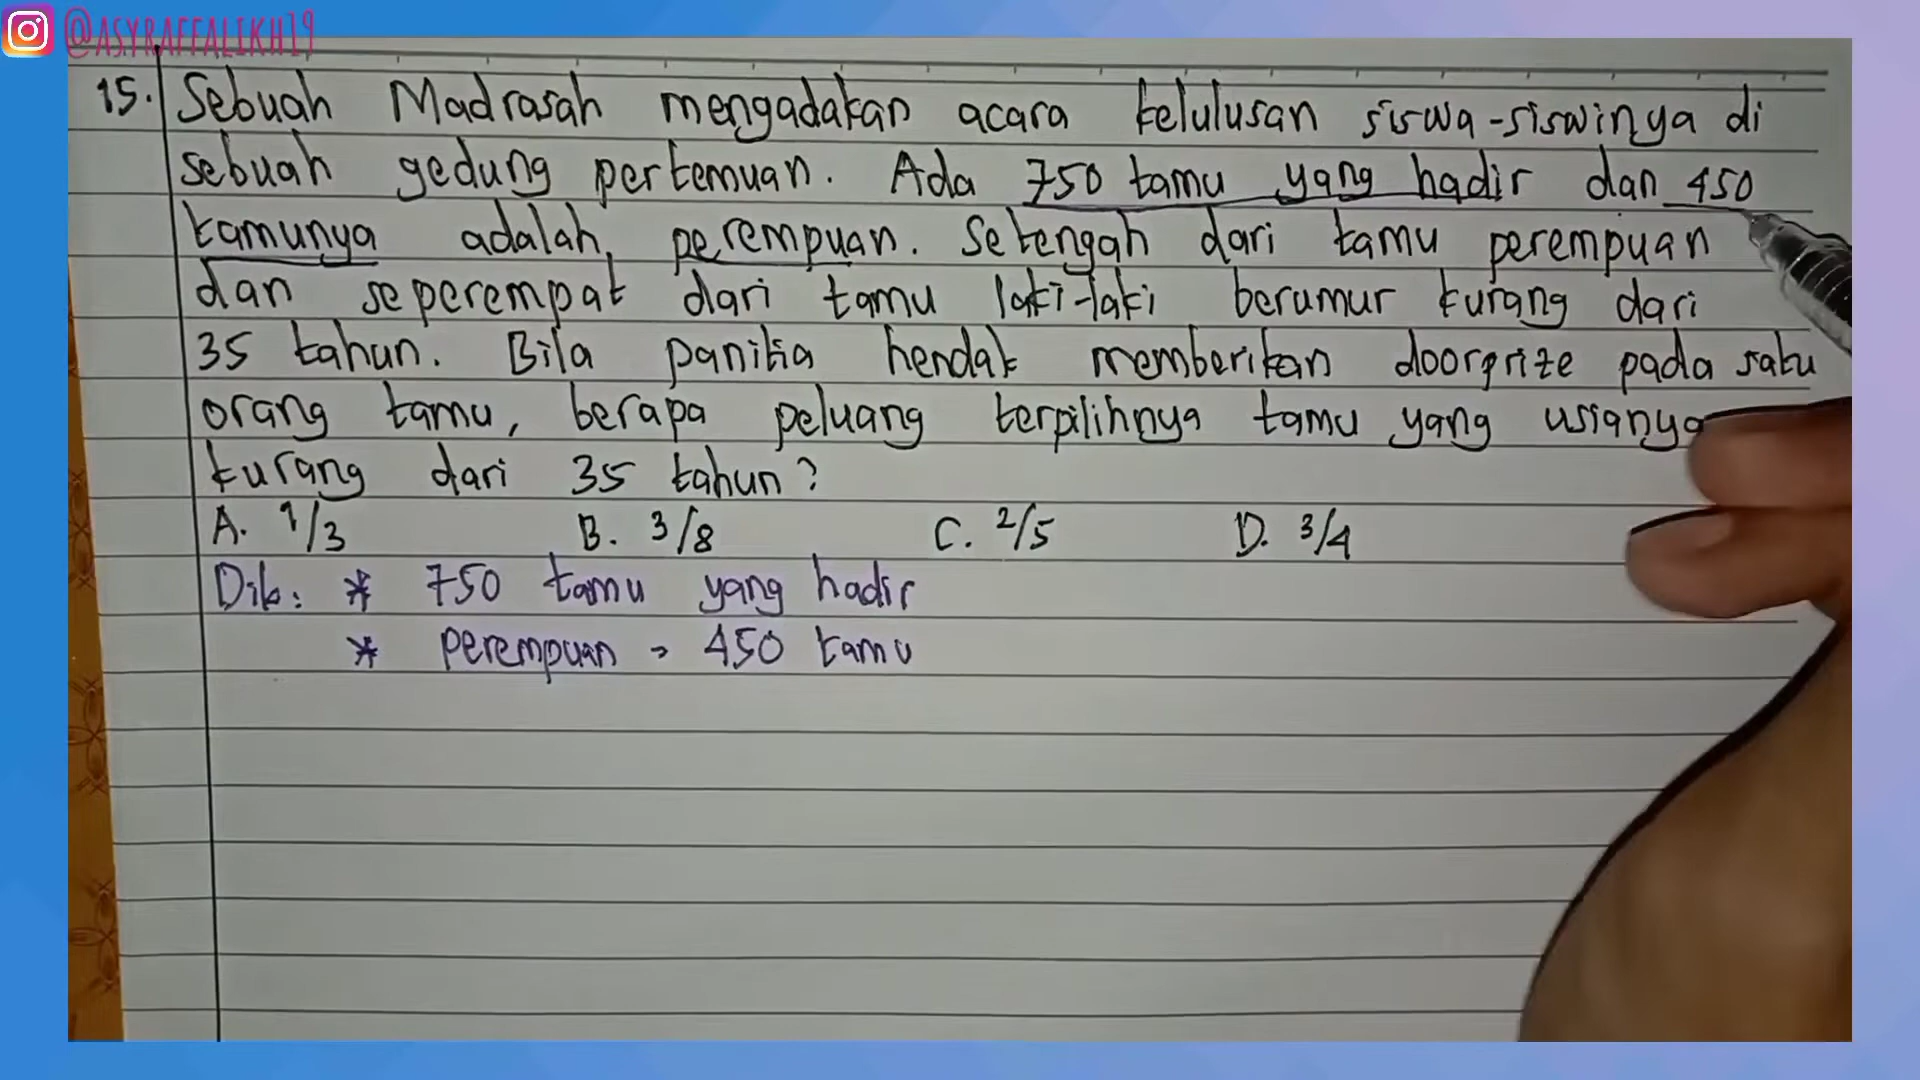 @ASYRAFFALIKH19
15. Sebuah Madrasah mengadakan acara kelulusan siswa-siswinya di
sebuah gedung pertemuan. Ada 750 tamu yang hadir dan 450
tamunya adalah perempuan. Setengah dari tamu perempuan
dan seperempat dari tamu laki-laki berumur kurang dari
35 tahun. Bila panitia hendak memberikan doorprize pada satu
orang tamu, berapa peluang terpilihnya tamu yang usianya
kurang dari 35 tahun?
A. 1/3 B. 3/8 C. 2/5 D. 3/4
Dik: * 750 tamu yang hadir
* perempuan = 450 tamu